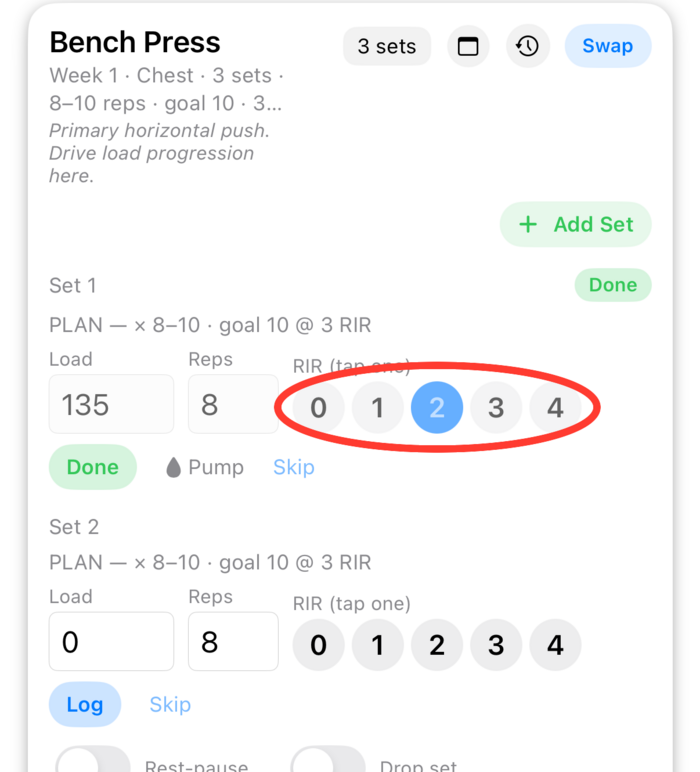 Bench Press
3 sets
Swap
Week 1 · Chest · 3 sets ·
8–10 reps · goal 10 · 3...
Primary horizontal push.
Drive load progression
here.
+ Add Set
Set 1
Done
PLAN — × 8–10 · goal 10 @ 3 RIR
Load
Reps
RIR (tap one)
135
8
0
1
2
3
4
Done
Pump
Skip
Set 2
PLAN — × 8–10 · goal 10 @ 3 RIR
Load
Reps
RIR (tap one)
0
8
0
1
2
3
4
Log
Skip
Rest-pause
Drop set